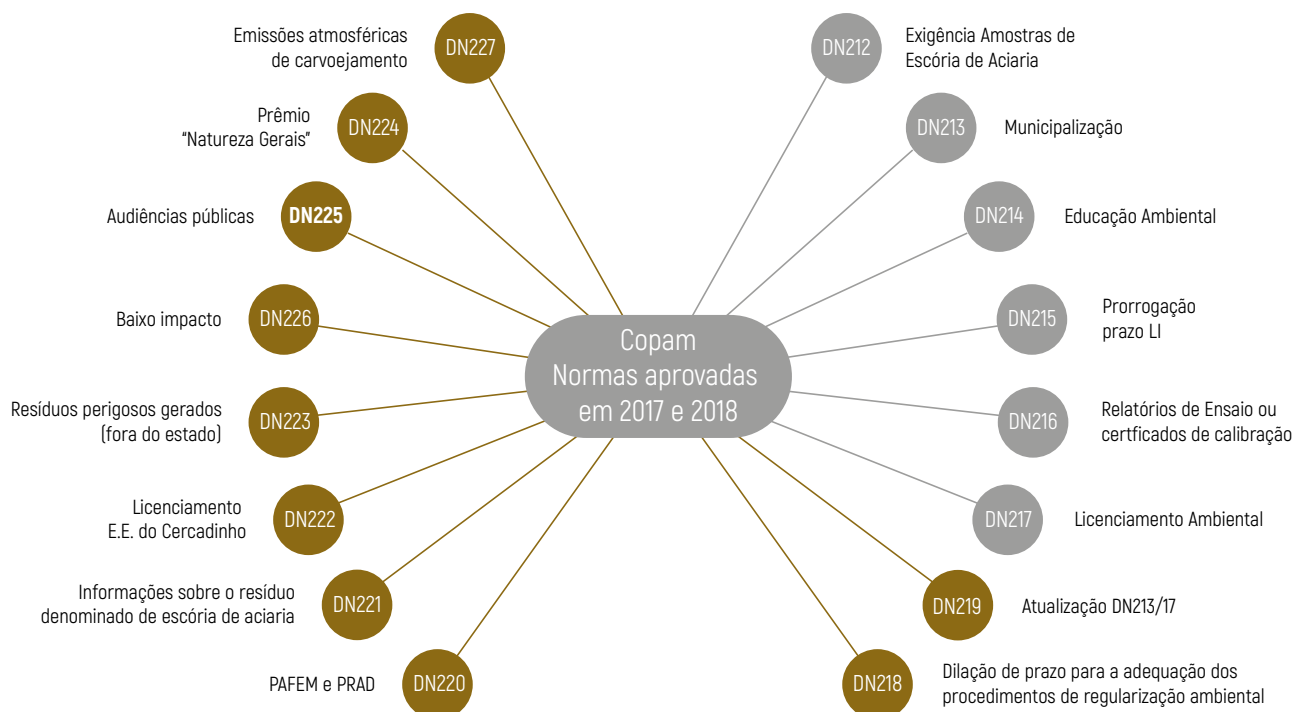 Emissões atmosféricas
de carvoejamento
DN227
Prêmio
"Natureza Gerais"
DN224
Audiências públicas
DN225
Baixo impacto
DN226
Resíduos perigosos gerados
(fora do estado)
DN223
Licenciamento
E.E. do Cercadinho
DN222
Informações sobre o resíduo
denominado de escória de aciaria
DN221
PAFEM e PRAD
DN220
Copam
Normas aprovadas
em 2017 e 2018
DN212
Exigência Amostras de
Escória de Aciaria
DN213
Municipalização
DN214
Educação Ambiental
DN215
Prorrogação
prazo LI
DN216
Relatórios de Ensaio ou
certficados de calibração
DN217
Licenciamento Ambiental
DN219
Atualização DN213/17
DN218
Dilação de prazo para a adequação dos
procedimentos de regularização ambiental